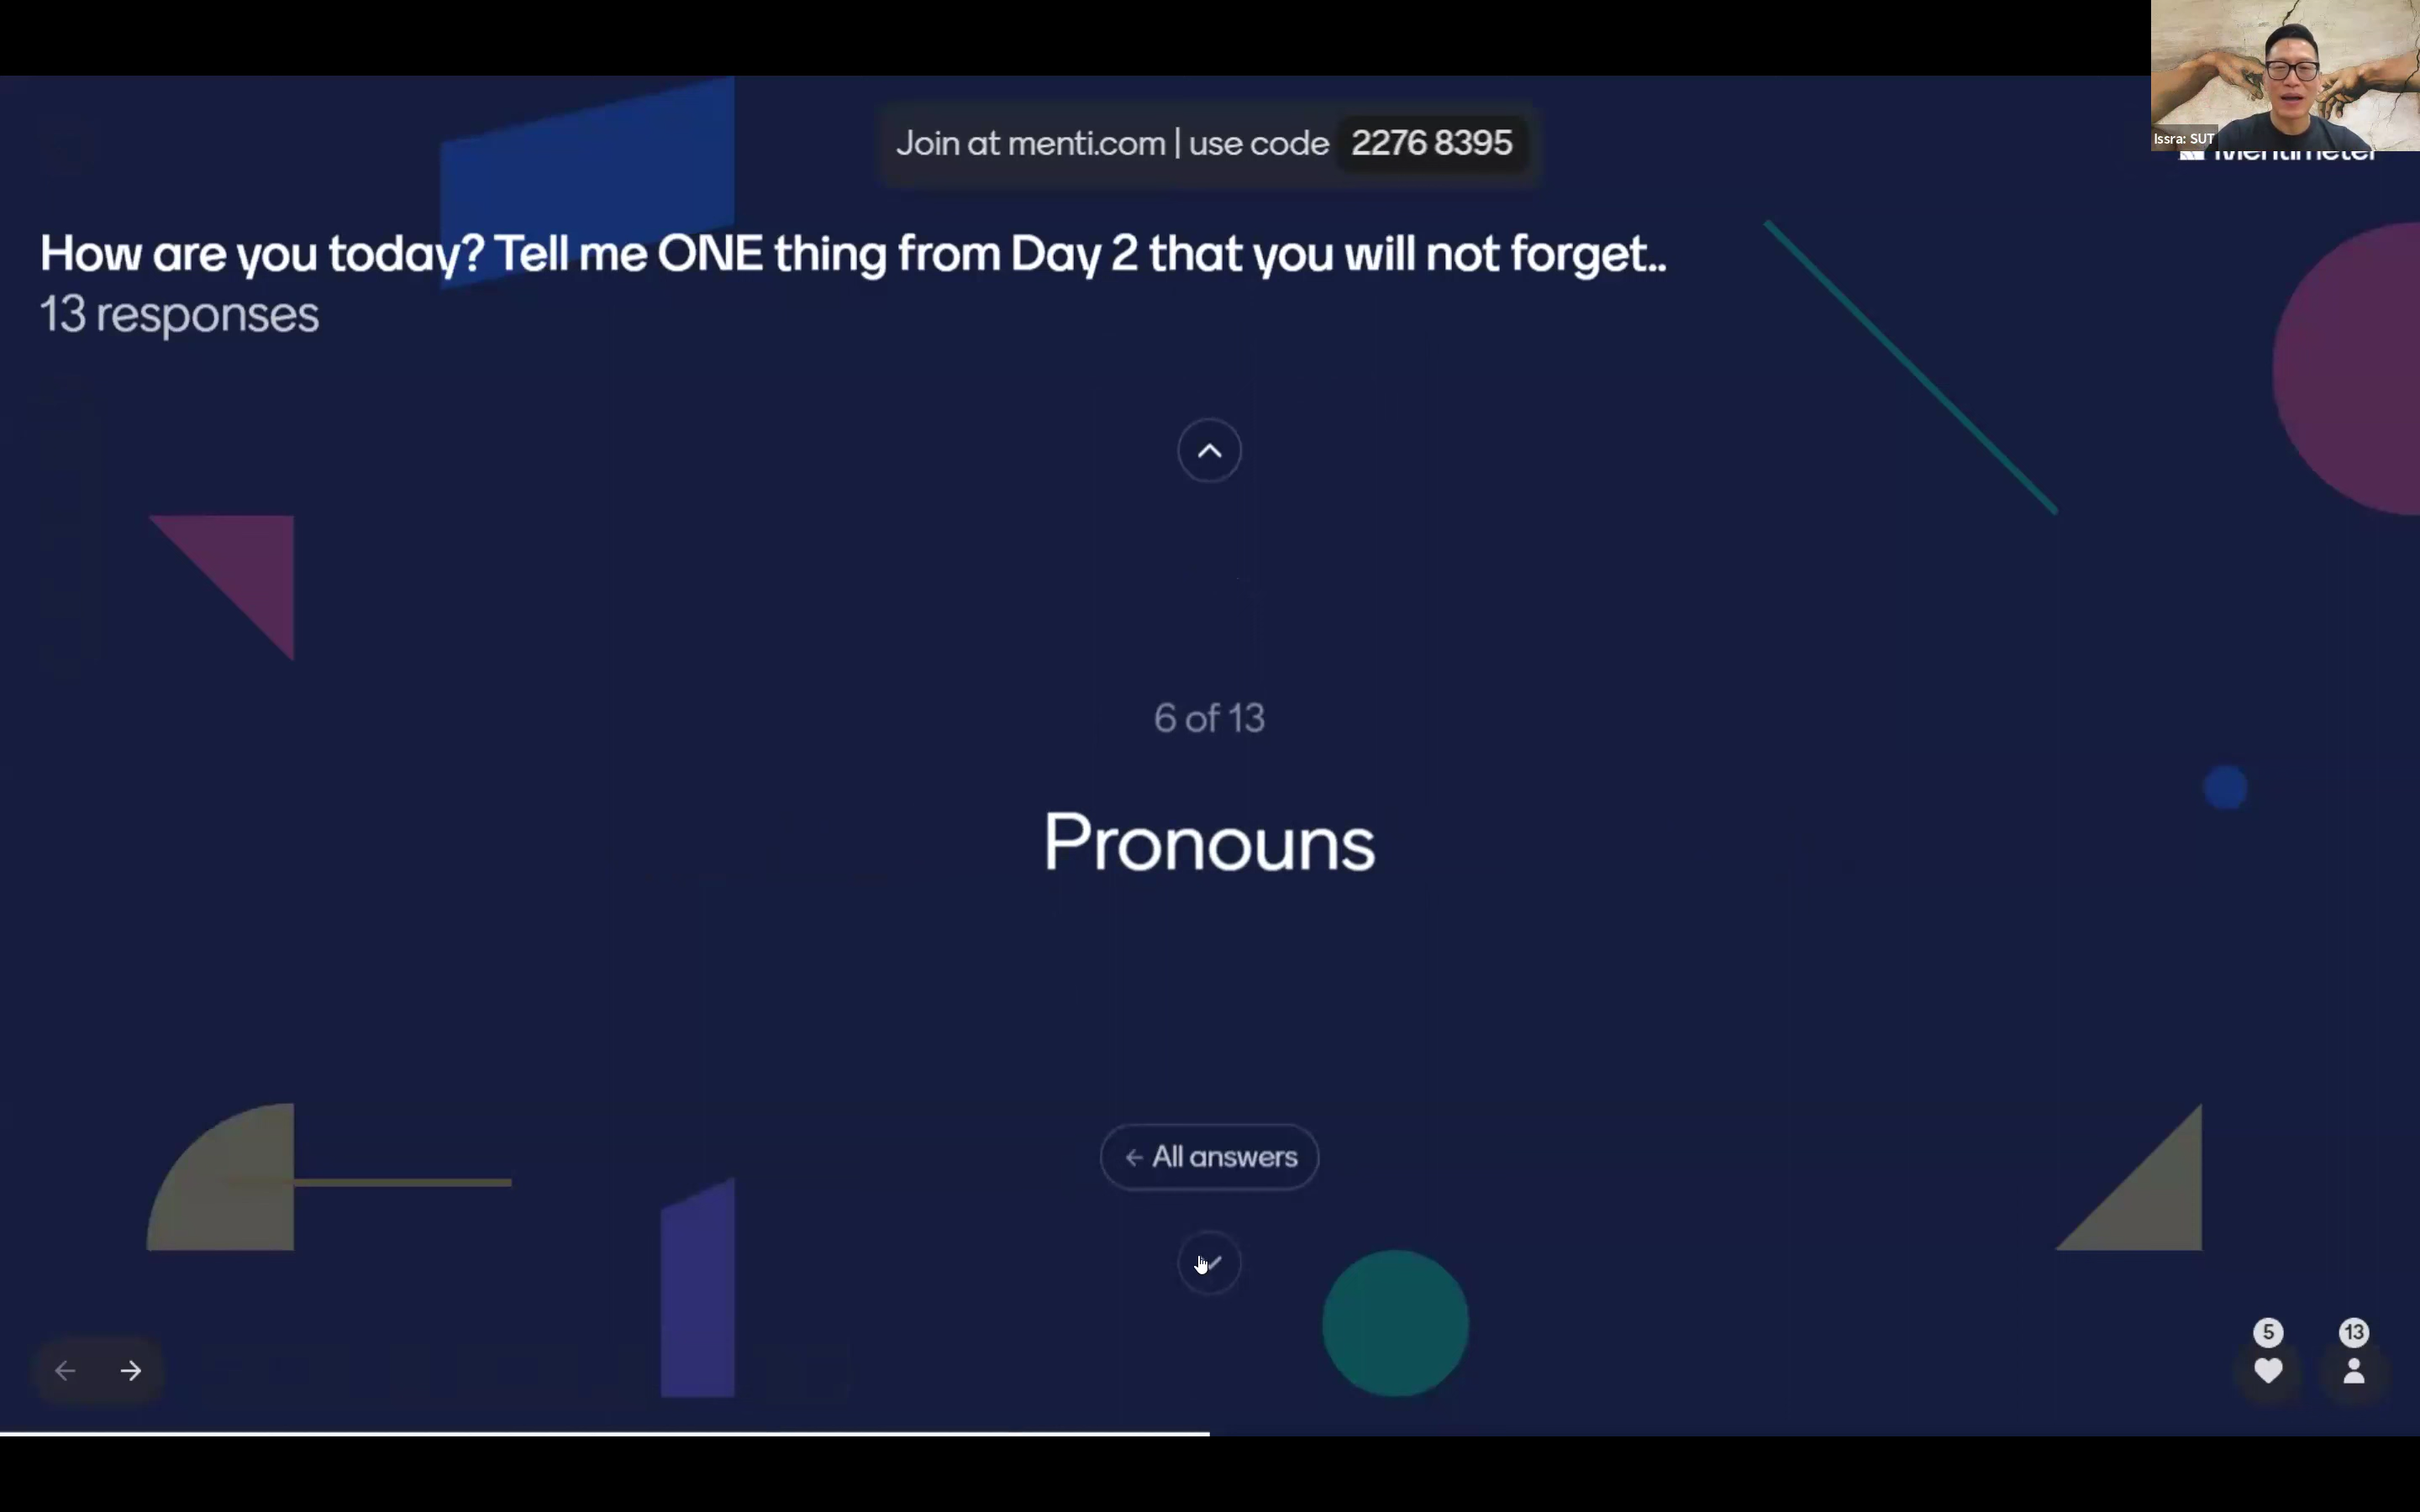 Join at menti.com | use code 2276 8395
Issra: SUT
Mentimeter
How are you today? Tell me ONE thing from Day 2 that you will not forget..
13 responses
6 of 13
Pronouns
← All answers
5
13